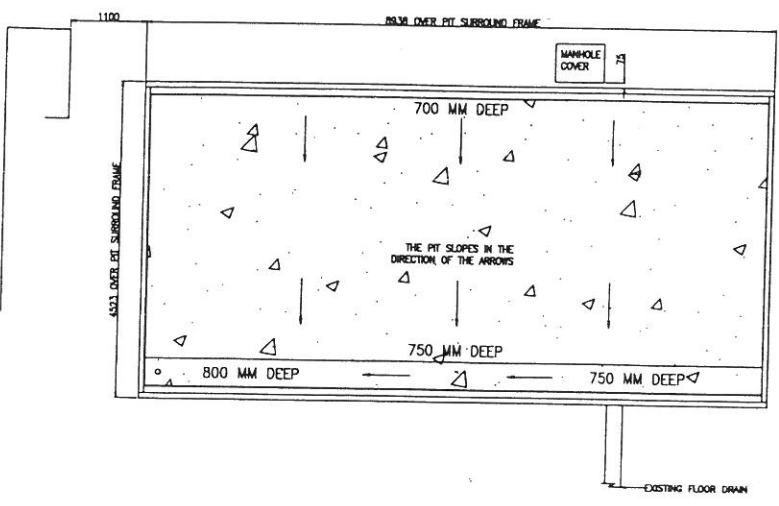 1100
8938 OVER PIT SURROUND FRAME
MANHOLE
COVER
75
700 MM DEEP
4523 OVER PIT SURROUND FRAME
THE PIT SLOPES IN THE
DIRECTION OF THE ARROWS
750 MM DEEP
800 MM DEEP
750 MM DEEP
EXISTING FLOOR DRAIN